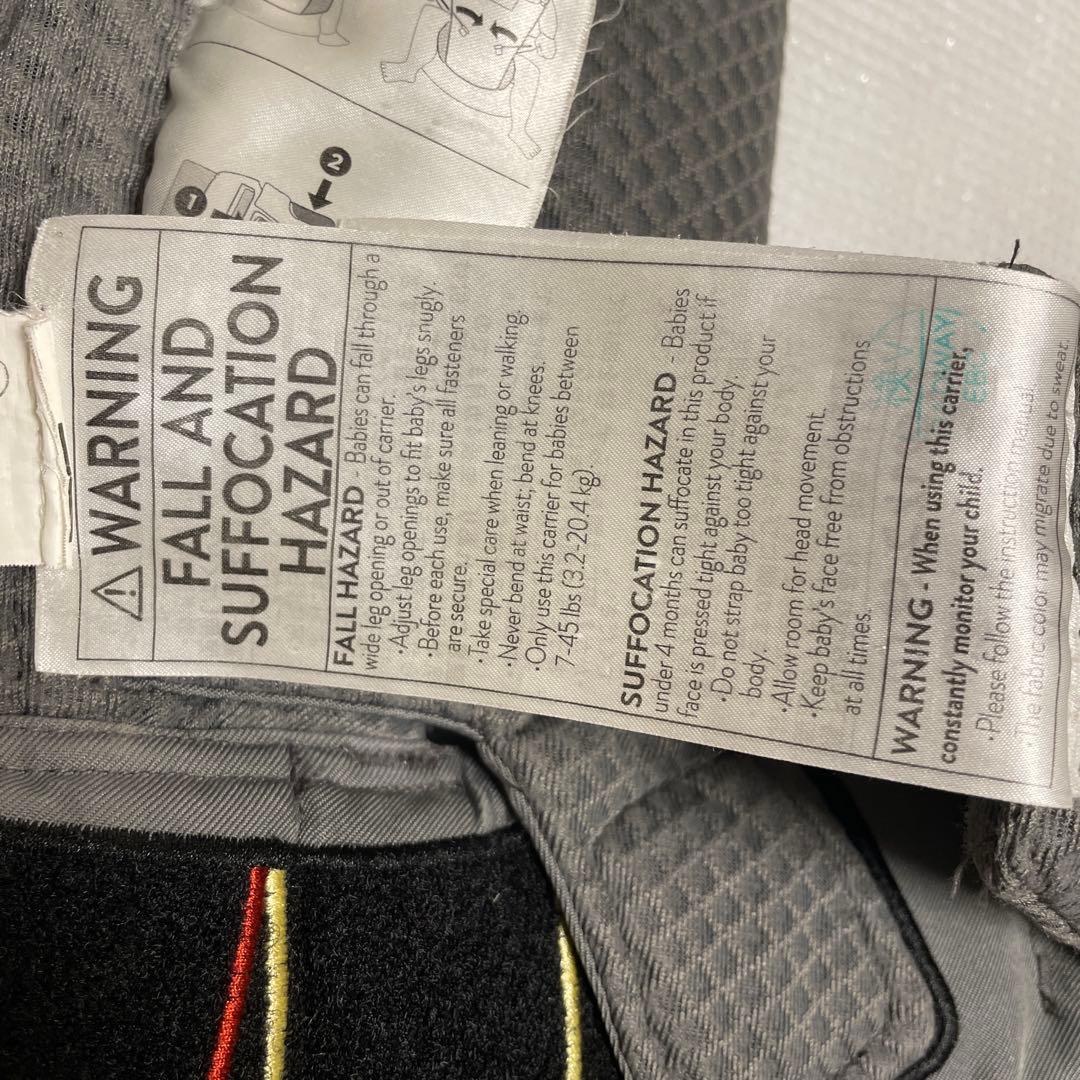 1
2
⚠ WARNING
FALL AND
SUFFOCATION
HAZARD
FALL HAZARD - Babies can fall through a
wide leg opening or out of carrier.
•Adjust leg openings to fit baby's legs snugly.
•Before each use, make sure all fasteners
are secure.
•Take special care when leaning or walking.
•Never bend at waist; bend at knees.
•Only use this carrier for babies between
7-45 lbs (3.2-20.4 kg).
SUFFOCATION HAZARD - Babies
under 4 months can suffocate in this product if
face is pressed tight against your body.
•Do not strap baby too tight against your
body.
•Allow room for head movement.
•Keep baby's face free from obstructions
at all times.
WARNING - When using this carrier,
constantly monitor your child.
•Please follow the instruction manual.
•The fabric color may migrate due to sweat.